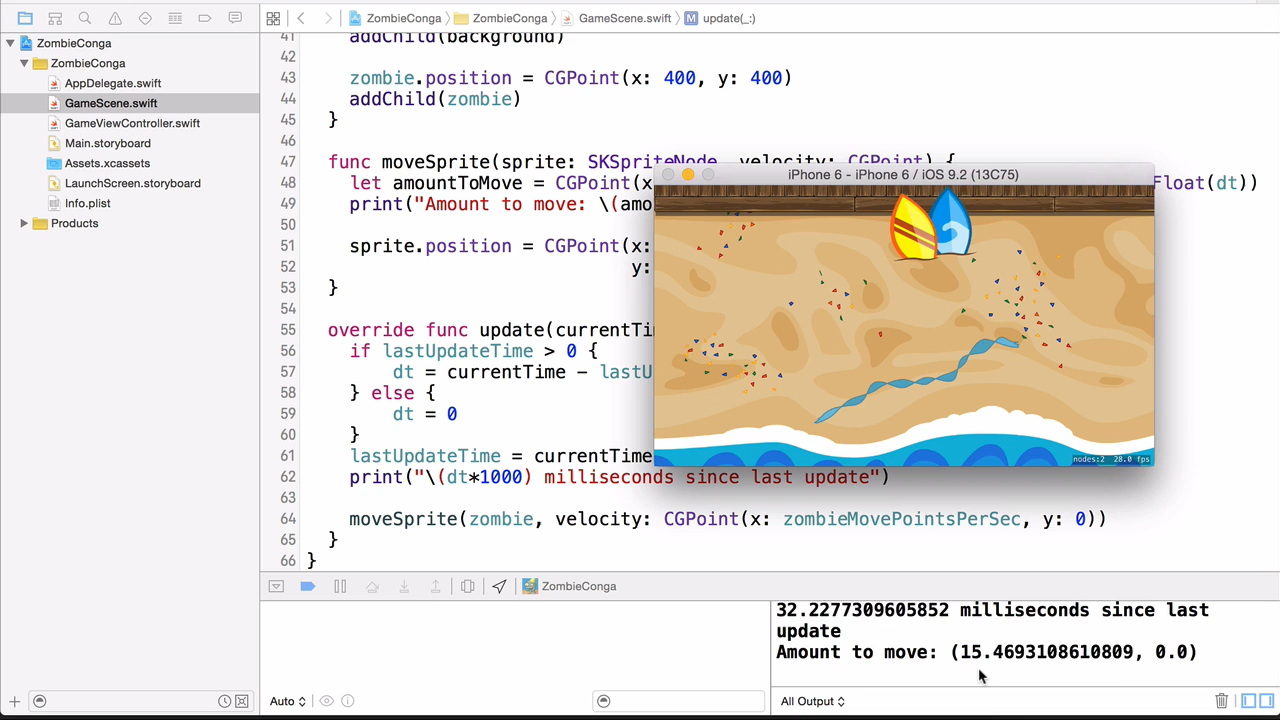 ZombieConga
ZombieConga
AppDelegate.swift
GameScene.swift
GameViewController.swift
Main.storyboard
Assets.xcassets
LaunchScreen.storyboard
Info.plist
Products
ZombieConga ZombieConga GameScene.swift M update(_:)
41 addChild(background)
42
43 zombie.position = CGPoint(x: 400, y: 400)
44 addChild(zombie)
45 }
46
47 func moveSprite(sprite: SKSpriteNode, velocity: CGPoint) {
48 let amountToMove = CGPoint(x Float(dt))
49 print("Amount to move: \(amo
50
51 sprite.position = CGPoint(x:
52 y:
53 }
54
55 override func update(currentTi
56 if lastUpdateTime > 0 {
57 dt = currentTime - lastU
58 } else {
59 dt = 0
60 }
61 lastUpdateTime = currentTime
62 print("\(dt*1000) milliseconds since last update")
63
64 moveSprite(zombie, velocity: CGPoint(x: zombieMovePointsPerSec, y: 0))
65 }
66 }
iPhone 6 - iPhone 6 / iOS 9.2 (13C75)
nodes:2 28.0 fps
ZombieConga
32.2277309605852 milliseconds since last
update
Amount to move: (15.4693108610809, 0.0)
Auto
All Output